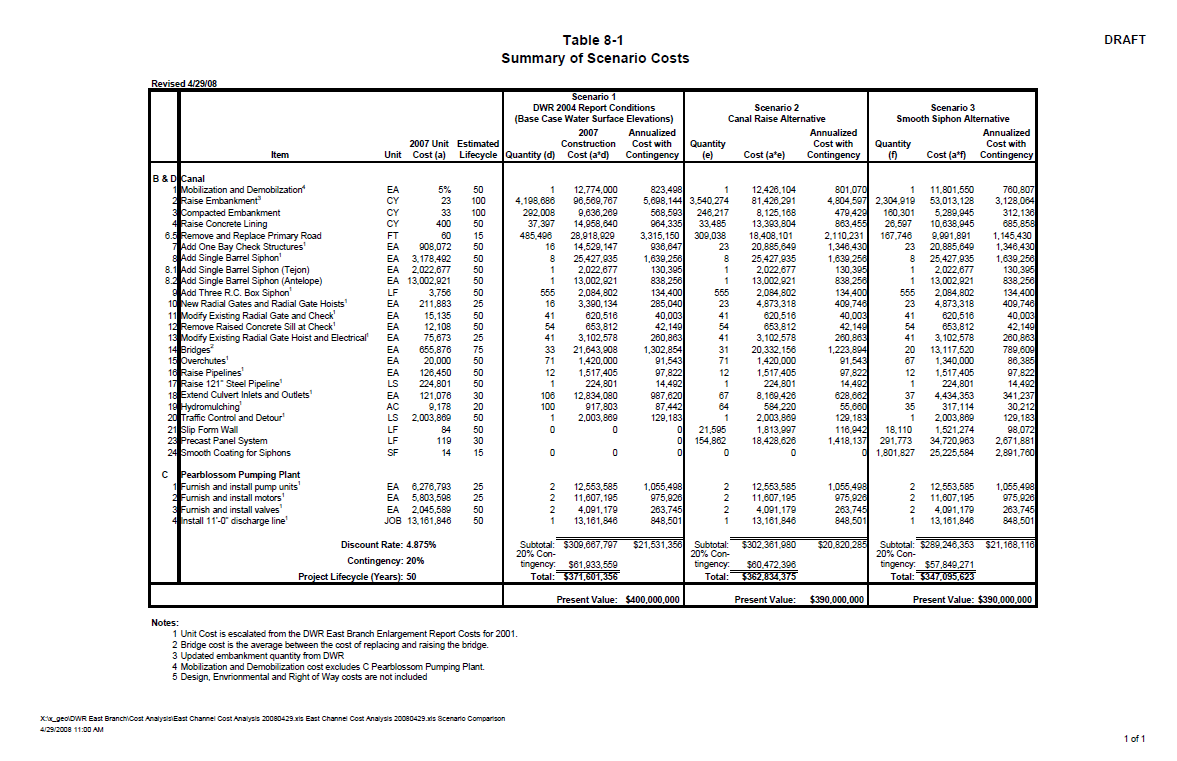 Table 8-1
DRAFT
Summary of Scenario Costs
Revised 4/29/08
Scenario 1
DWR 2004 Report Conditions Scenario 2 Scenario 3
(Base Case Water Surface Elevations) Canal Raise Alternative Smooth Siphon Alternative
2007 Annualized Annualized Annualized
2007 Unit Estimated Construction Cost with Quantity Cost with Quantity Cost with
Item Unit Cost (a) Lifecycle Quantity (d) Cost (a*d) Contingency (e) Cost (a*e) Contingency (f) Cost (a*f) Contingency
B & D Canal
1 Mobilization and Demobilzation4 EA 5% 50 1 12,774,000 823,498 1 12,426,104 801,070 1 11,801,550 760,807
2 Raise Embankment3 CY 23 100 4,198,686 96,569,767 5,698,144 3,540,274 81,426,291 4,804,597 2,304,919 53,013,128 3,128,064
3 Compacted Embankment CY 33 100 292,008 9,636,269 568,593 246,217 8,125,168 479,429 160,301 5,289,945 312,136
4 Raise Concrete Lining CY 400 50 37,397 14,958,640 964,335 33,485 13,393,804 863,455 26,597 10,638,945 685,858
6.5 Remove and Replace Primary Road FT 60 15 485,496 28,918,929 3,315,150 309,038 18,408,101 2,110,231 167,746 9,991,891 1,145,430
7 Add One Bay Check Structures1 EA 908,072 50 16 14,529,147 936,647 23 20,885,649 1,346,430 23 20,885,649 1,346,430
8 Add Single Barrel Siphon1 EA 3,178,492 50 8 25,427,935 1,639,256 8 25,427,935 1,639,256 8 25,427,935 1,639,256
8.1 Add Single Barrel Siphon (Tejon) EA 2,022,677 50 1 2,022,677 130,395 1 2,022,677 130,395 1 2,022,677 130,395
8.2 Add Single Barrel Siphon (Antelope) EA 13,002,921 50 1 13,002,921 838,256 1 13,002,921 838,256 1 13,002,921 838,256
9 Add Three R.C. Box Siphon1 LF 3,756 50 555 2,084,802 134,400 555 2,084,802 134,400 555 2,084,802 134,400
10 New Radial Gates and Radial Gate Hoists1 EA 211,883 25 16 3,390,134 285,040 23 4,873,318 409,746 23 4,873,318 409,746
11 Modify Existing Radial Gate and Check1 EA 15,135 50 41 620,516 40,003 41 620,516 40,003 41 620,516 40,003
12 Remove Raised Concrete Sill at Check1 EA 12,108 50 54 653,812 42,149 54 653,812 42,149 54 653,812 42,149
13 Modify Existing Radial Gate Hoist and Electrical1 EA 75,673 25 41 3,102,578 260,863 41 3,102,578 260,863 41 3,102,578 260,863
14 Bridges2 EA 655,876 75 33 21,643,908 1,302,854 31 20,332,156 1,223,894 20 13,117,520 789,609
15 Overchutes1 EA 20,000 50 71 1,420,000 91,543 71 1,420,000 91,543 67 1,340,000 86,385
16 Raise Pipelines1 EA 126,450 50 12 1,517,405 97,822 12 1,517,405 97,822 12 1,517,405 97,822
17 Raise 121" Steel Pipeline1 LS 224,801 50 1 224,801 14,492 1 224,801 14,492 1 224,801 14,492
18 Extend Culvert Inlets and Outlets1 EA 121,076 30 106 12,834,080 987,620 67 8,169,426 628,662 37 4,434,353 341,237
19 Hydromulching1 AC 9,178 20 100 917,803 87,442 64 584,220 55,660 35 317,114 30,212
20 Traffic Control and Detour1 LS 2,003,869 50 1 2,003,869 129,183 1 2,003,869 129,183 1 2,003,869 129,183
21 Slip Form Wall LF 84 50 0 0 0 21,595 1,813,997 116,942 18,110 1,521,274 98,072
23 Precast Panel System LF 119 30 0 154,862 18,428,626 1,418,137 291,773 34,720,963 2,671,881
24 Smooth Coating for Siphons SF 14 15 0 0 0 0 0 0 1,801,827 25,225,584 2,891,760
C Pearblossom Pumping Plant
1 Furnish and install pump units1 EA 6,276,793 25 2 12,553,585 1,055,498 2 12,553,585 1,055,498 2 12,553,585 1,055,498
2 Furnish and install motors1 EA 5,803,598 25 2 11,607,195 975,926 2 11,607,195 975,926 2 11,607,195 975,926
3 Furnish and install valves1 EA 2,045,589 50 2 4,091,179 263,745 2 4,091,179 263,745 2 4,091,179 263,745
4 Install 11'-0" discharge line1 JOB 13,161,846 50 1 13,161,846 848,501 1 13,161,846 848,501 1 13,161,846 848,501
Discount Rate: 4.875% Subtotal: $309,667,797 $21,531,356 Subtotal: $302,361,980 $20,820,285 Subtotal: $289,246,353 $21,168,116
20% Con- 20% Con- 20% Con-
Contingency: 20% tingency: $61,933,559 tingency: $60,472,396 tingency: $57,849,271
Project Lifecycle (Years): 50 Total: $371,601,356 Total: $362,834,375 Total: $347,095,623
Present Value: $400,000,000 Present Value: $390,000,000 Present Value: $390,000,000
Notes:
1 Unit Cost is escalated from the DWR East Branch Enlargement Report Costs for 2001.
2 Bridge cost is the average between the cost of replacing and raising the bridge.
3 Updated embankment quantity from DWR
4 Mobilization and Demobilization cost excludes C Pearblossom Pumping Plant.
5 Design, Envrionmental and Right of Way costs are not included
X:\x_geo\DWR East Branch\Cost Analysis\East Channel Cost Analysis 20080429.xls East Channel Cost Analysis 20080429.xls Scenario Comparison
4/29/2008 11:00 AM
1 of 1